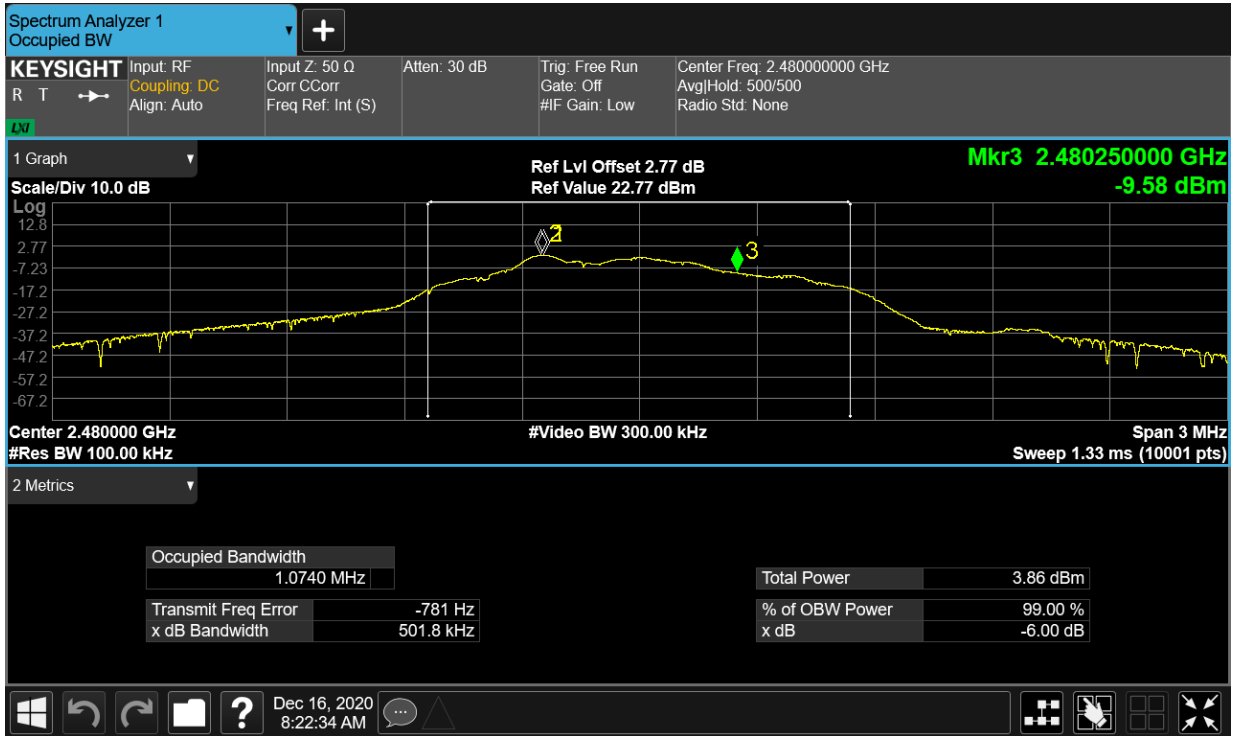 Spectrum Analyzer 1
Occupied BW
KEYSIGHT
R T
LXI
Input: RF
Coupling: DC
Align: Auto
Input Z: 50 Ω
Corr CCorr
Freq Ref: Int (S)
Atten: 30 dB
Trig: Free Run
Gate: Off
#IF Gain: Low
Center Freq: 2.480000000 GHz
Avg|Hold: 500/500
Radio Std: None
1 Graph
Scale/Div 10.0 dB
Ref Lvl Offset 2.77 dB
Ref Value 22.77 dBm
Mkr3 2.480250000 GHz
-9.58 dBm
Log
12.8
2.77
-7.23
-17.2
-27.2
-37.2
-47.2
-57.2
-67.2
3
Center 2.480000 GHz
#Res BW 100.00 kHz
#Video BW 300.00 kHz
Span 3 MHz
Sweep 1.33 ms (10001 pts)
2 Metrics
Occupied Bandwidth
1.0740 MHz
Transmit Freq Error -781 Hz
x dB Bandwidth 501.8 kHz
Total Power 3.86 dBm
% of OBW Power 99.00 %
x dB -6.00 dB
?
Dec 16, 2020
8:22:34 AM